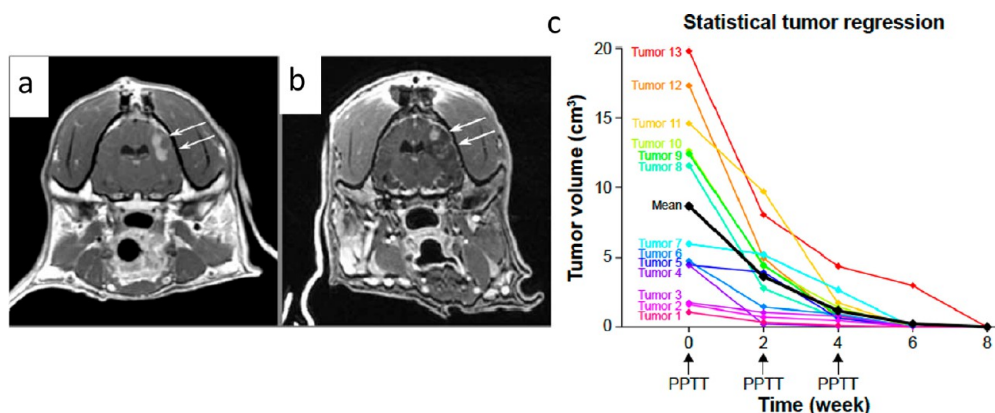 a
b
c
Statistical tumor regression
Tumor volume (cm³)
20
15
10
5
0
Tumor 13
Tumor 12
Tumor 11
Tumor 10
Tumor 9
Tumor 8
Mean
Tumor 7
Tumor 6
Tumor 5
Tumor 4
Tumor 3
Tumor 2
Tumor 1
0 2 4 6 8
PPTT PPTT PPTT
Time (week)